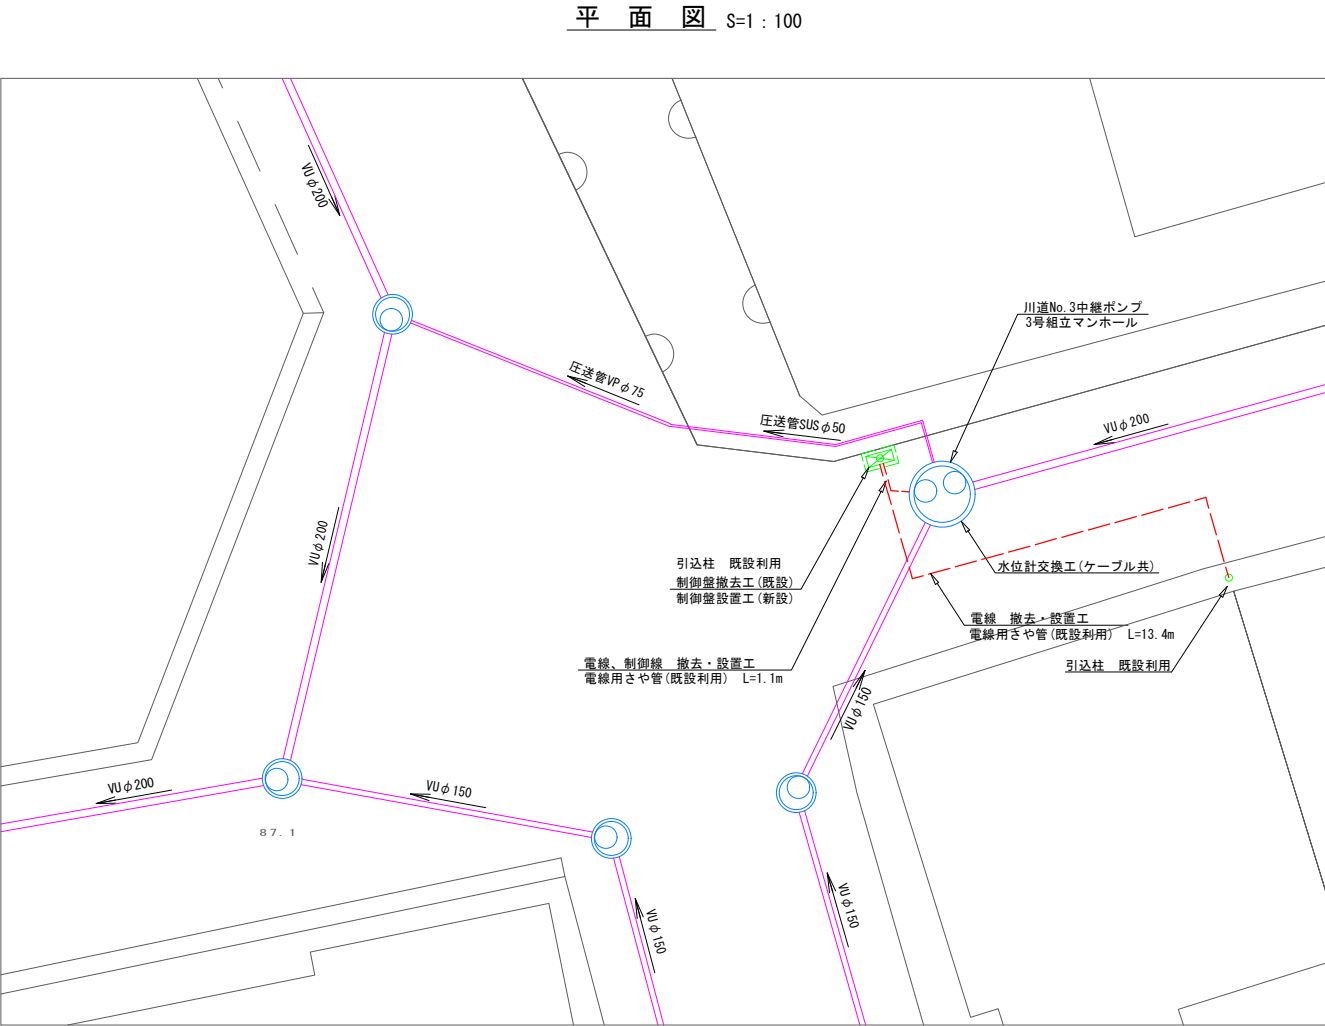 平 面 図 S=1 : 100
VUφ200
川道No.3中継ポンプ
3号組立マンホール
圧送管VPφ75
圧送管SUSφ50
VUφ200
VUφ200
引込柱 既設利用
制御盤撤去工(既設)
制御盤設置工(新設)
水位計交換工(ケーブル共)
電線 撤去・設置工
電線用さや管(既設利用) L=13.4m
引込柱 既設利用
電線、制御線 撤去・設置工
電線用さや管(既設利用) L=1.1m
VUφ150
VUφ200
VUφ150
87.1
VUφ150
VUφ150